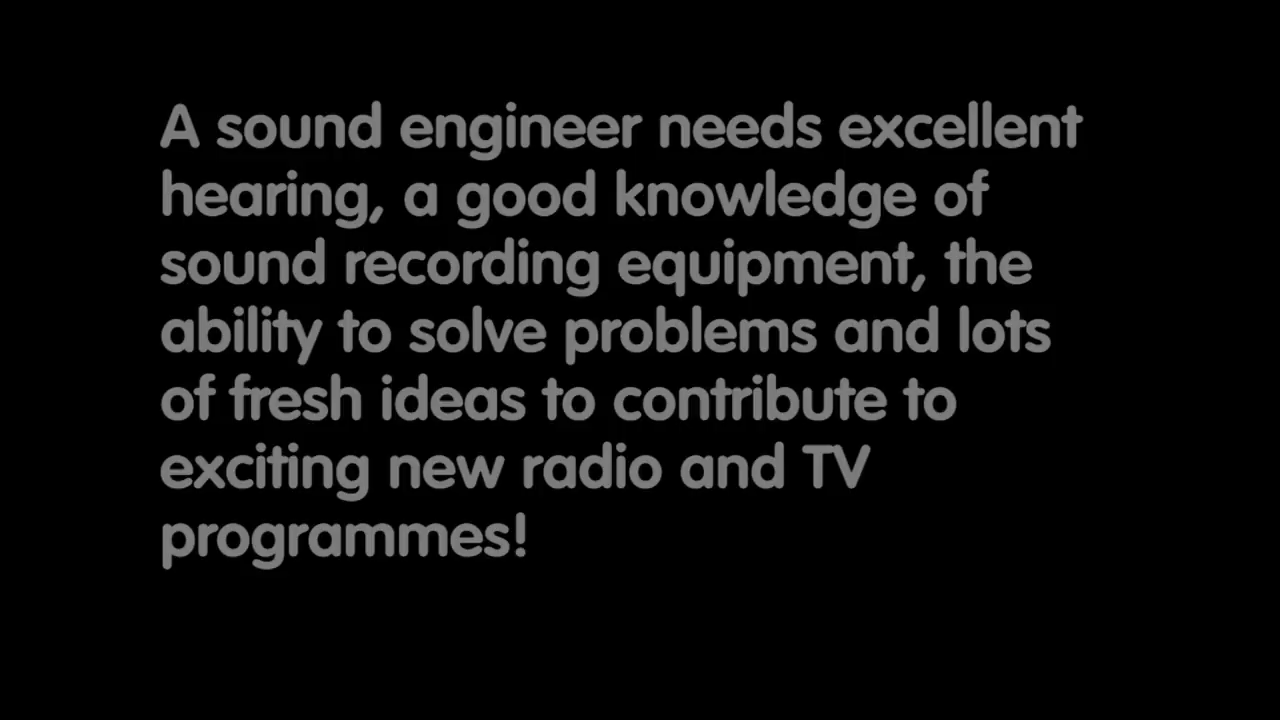 A sound engineer needs excellent
hearing, a good knowledge of
sound recording equipment, the
ability to solve problems and lots
of fresh ideas to contribute to
exciting new radio and TV
programmes!